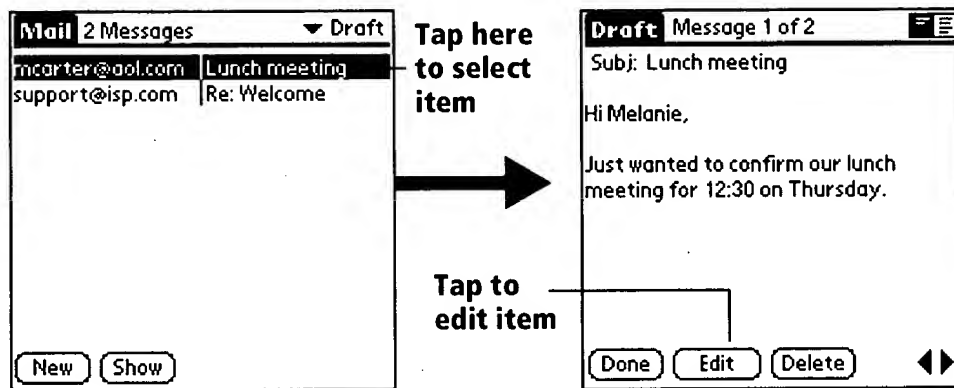 Mail 2 Messages Draft
mcarter@aol.com Lunch meeting
support@isp.com Re: Welcome
New Show
Tap here
to select
item
Tap to
edit item
Draft Message 1 of 2
Subj: Lunch meeting
Hi Melanie,
Just wanted to confirm our lunch
meeting for 12:30 on Thursday.
Done Edit Delete